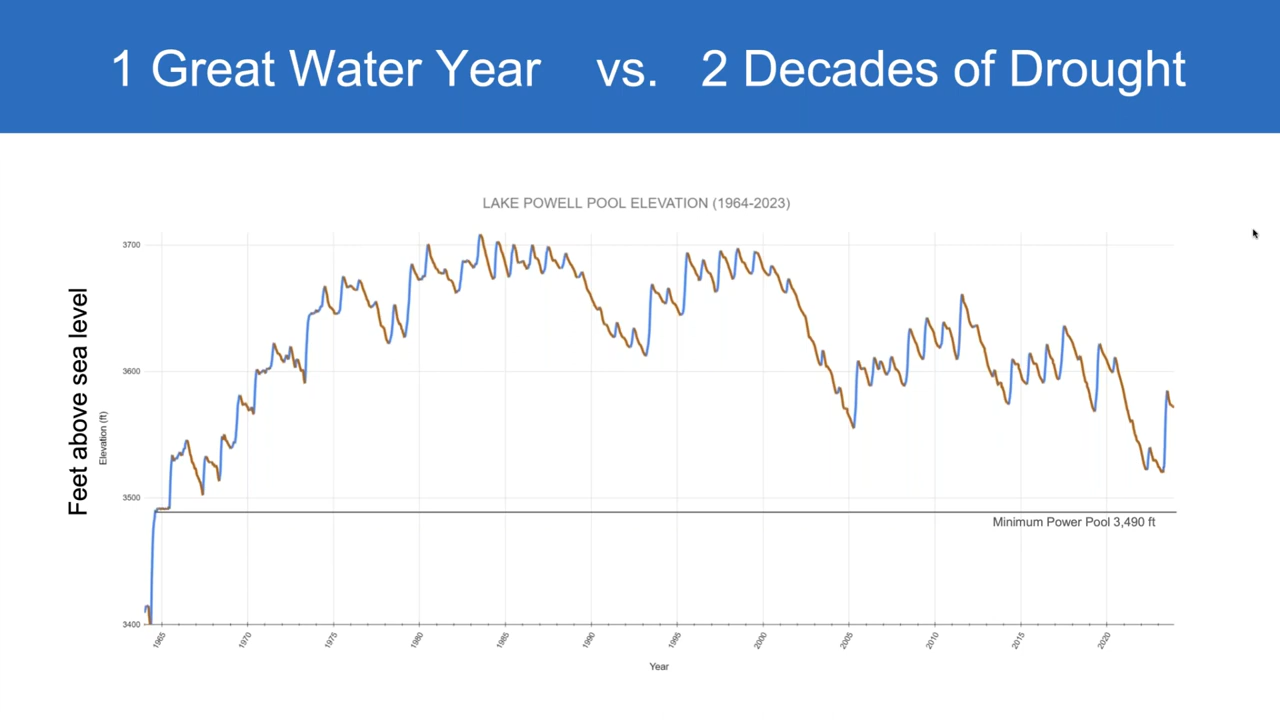 1 Great Water Year vs. 2 Decades of Drought
LAKE POWELL POOL ELEVATION (1964-2023)
Feet above sea level
Elevation (ft)
3700
3600
3500
3400
Minimum Power Pool 3,490 ft
1965 1970 1975 1980 1985 1990 1995 2000 2005 2010 2015 2020
Year